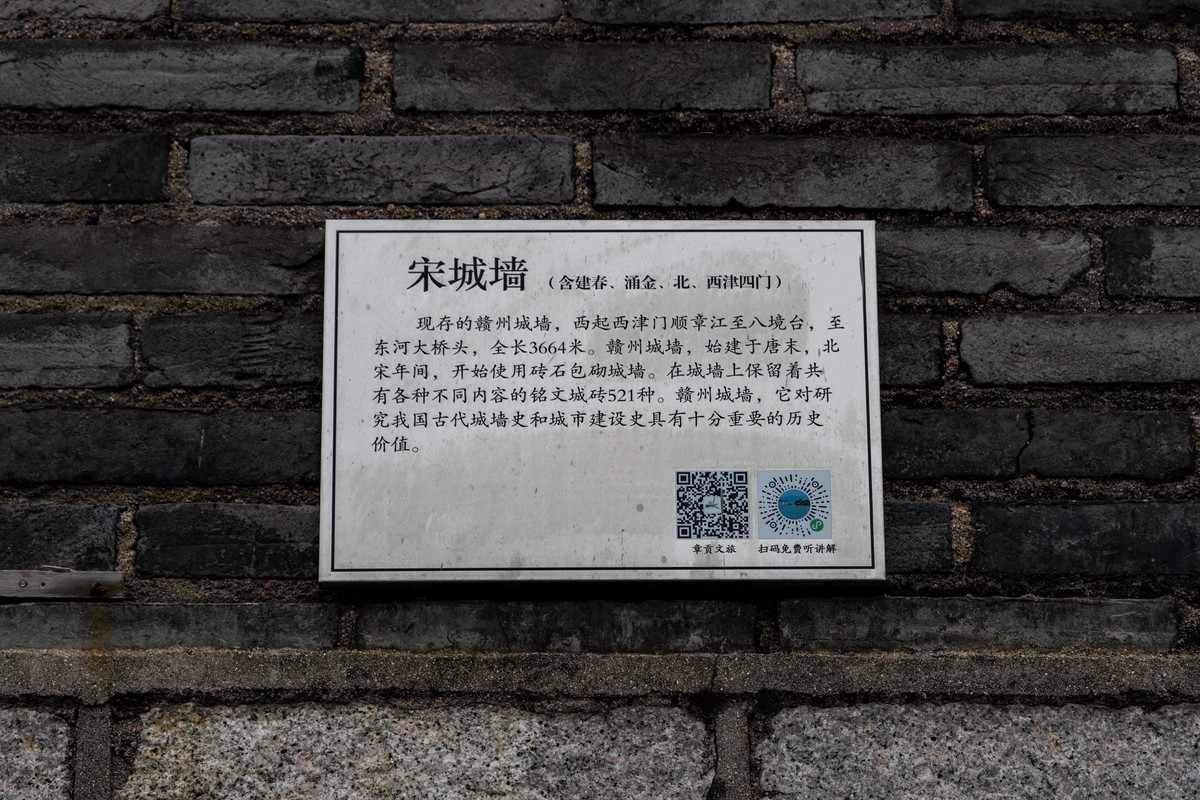 宋城墙（含建春、涌金、北、西津四门）
现存的赣州城墙，西起西津门顺章江至八境台，至
东河大桥头，全长3664米。赣州城墙，始建于唐末，北
宋年间，开始使用砖石包砌城墙。在城墙上保留着共
有各种不同内容的铭文城砖521种。赣州城墙，它对研
究我国古代城墙史和城市建设史具有十分重要的历史
价值。
章贡文旅 扫码免费听讲解